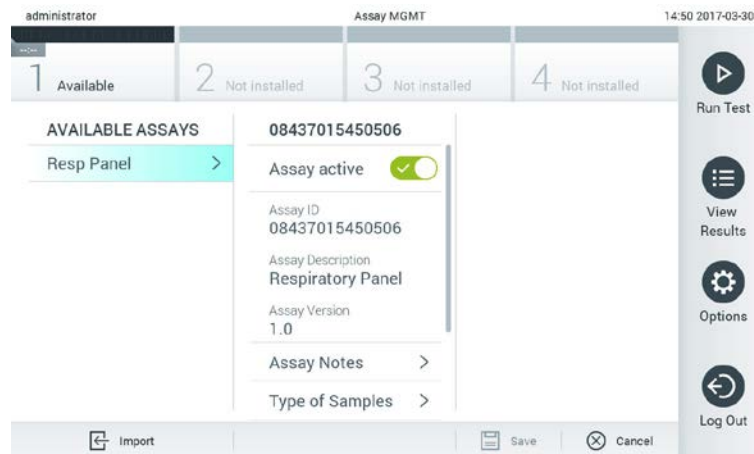 administrator Assay MGMT 14:50 2017-03-30
--:--
1 Available 2 Not installed 3 Not installed 4 Not installed
Run Test
AVAILABLE ASSAYS 08437015450506
Resp Panel Assay active
Assay ID
08437015450506
View
Results
Assay Description
Respiratory Panel
Assay Version
1.0
Options
Assay Notes
Type of Samples
Log Out
Import Save Cancel